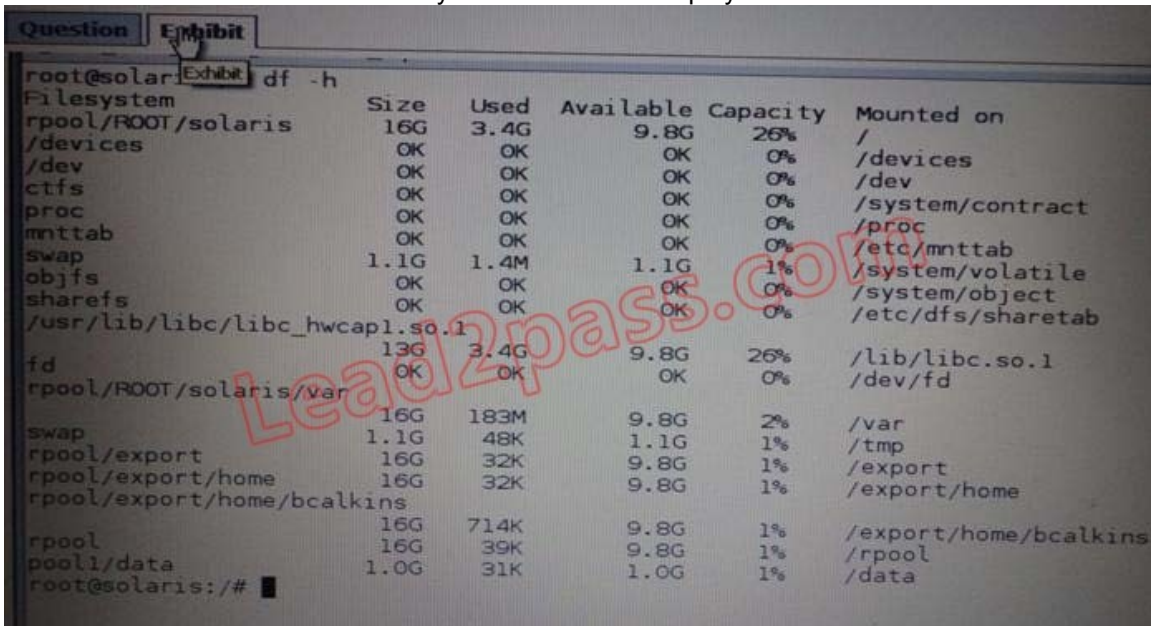 Question Exhibit
Exhibit
root@solari df -h
Filesystem Size Used Available Capacity Mounted on
rpool/ROOT/solaris 16G 3.4G 9.8G 26% /
/devices 0K 0K 0K 0% /devices
/dev 0K 0K 0K 0% /dev
ctfs 0K 0K 0K 0% /system/contract
proc 0K 0K 0K 0% /proc
mnttab 0K 0K 0K 0% /etc/mnttab
swap 1.1G 1.4M 1.1G 1% /system/volatile
objfs 0K 0K 0K 0% /system/object
sharefs 0K 0K 0K 0% /etc/dfs/sharetab
/usr/lib/libc/libc_hwcap1.so.1
13G 3.4G 9.8G 26% /lib/libc.so.1
fd 0K 0K 0K 0% /dev/fd
rpool/ROOT/solaris/var
16G 183M 9.8G 2% /var
swap 1.1G 48K 1.1G 1% /tmp
rpool/export 16G 32K 9.8G 1% /export
rpool/export/home 16G 32K 9.8G 1% /export/home
rpool/export/home/bcalkins
16G 714K 9.8G 1% /export/home/bcalkins
rpool 16G 39K 9.8G 1% /rpool
pool1/data 1.0G 31K 1.0G 1% /data
root@solaris:/#
Lead2pass.com